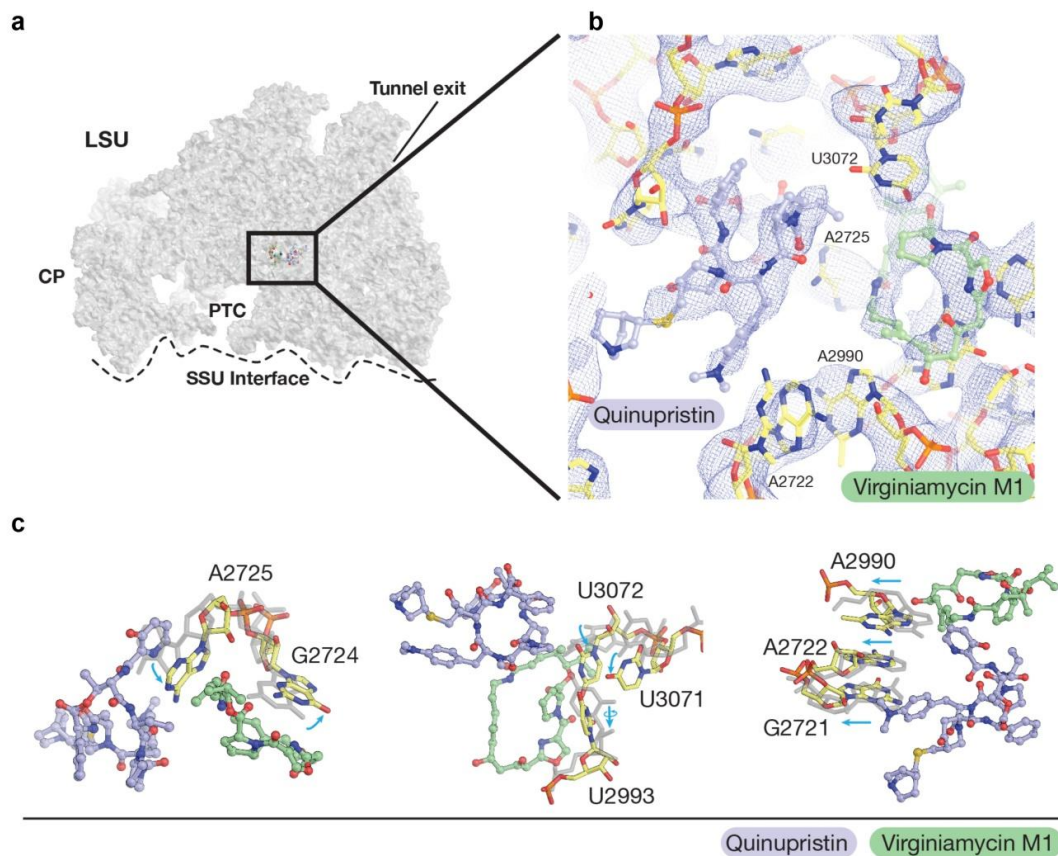 a
LSU
Tunnel exit
CP
PTC
SSU Interface
b
U3072
A2725
A2990
Quinupristin
A2722
Virginiamycin M1
c
A2725
G2724
U3072
U3071
U2993
A2990
A2722
G2721
Quinupristin
Virginiamycin M1